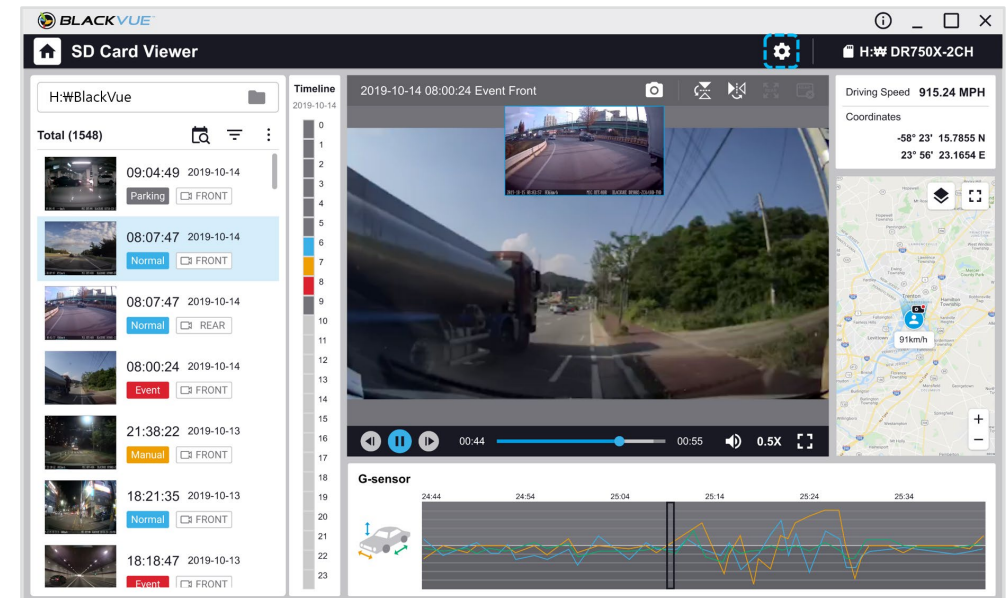 BLACKVUE
SD Card Viewer
H:₩ DR750X-2CH
H:₩BlackVue
Total (1548)
09:04:49 2019-10-14
Parking FRONT
08:07:47 2019-10-14
Normal FRONT
08:07:47 2019-10-14
Normal REAR
08:00:24 2019-10-14
Event FRONT
21:38:22 2019-10-13
Manual FRONT
18:21:35 2019-10-13
Normal FRONT
18:18:47 2019-10-13
Event FRONT
Timeline
2019-10-14
0
1
2
3
4
5
6
7
8
9
10
11
12
13
14
15
16
17
18
19
20
21
22
23
2019-10-14 08:00:24 Event Front
00:44
00:55
0.5X
Driving Speed 915.24 MPH
Coordinates
-58° 23' 15.7855 N
23° 56' 23.1654 E
Trenton
Hamilton Township
91km/h
+
−
G-sensor
24:44
24:54
25:04
25:14
25:24
25:34